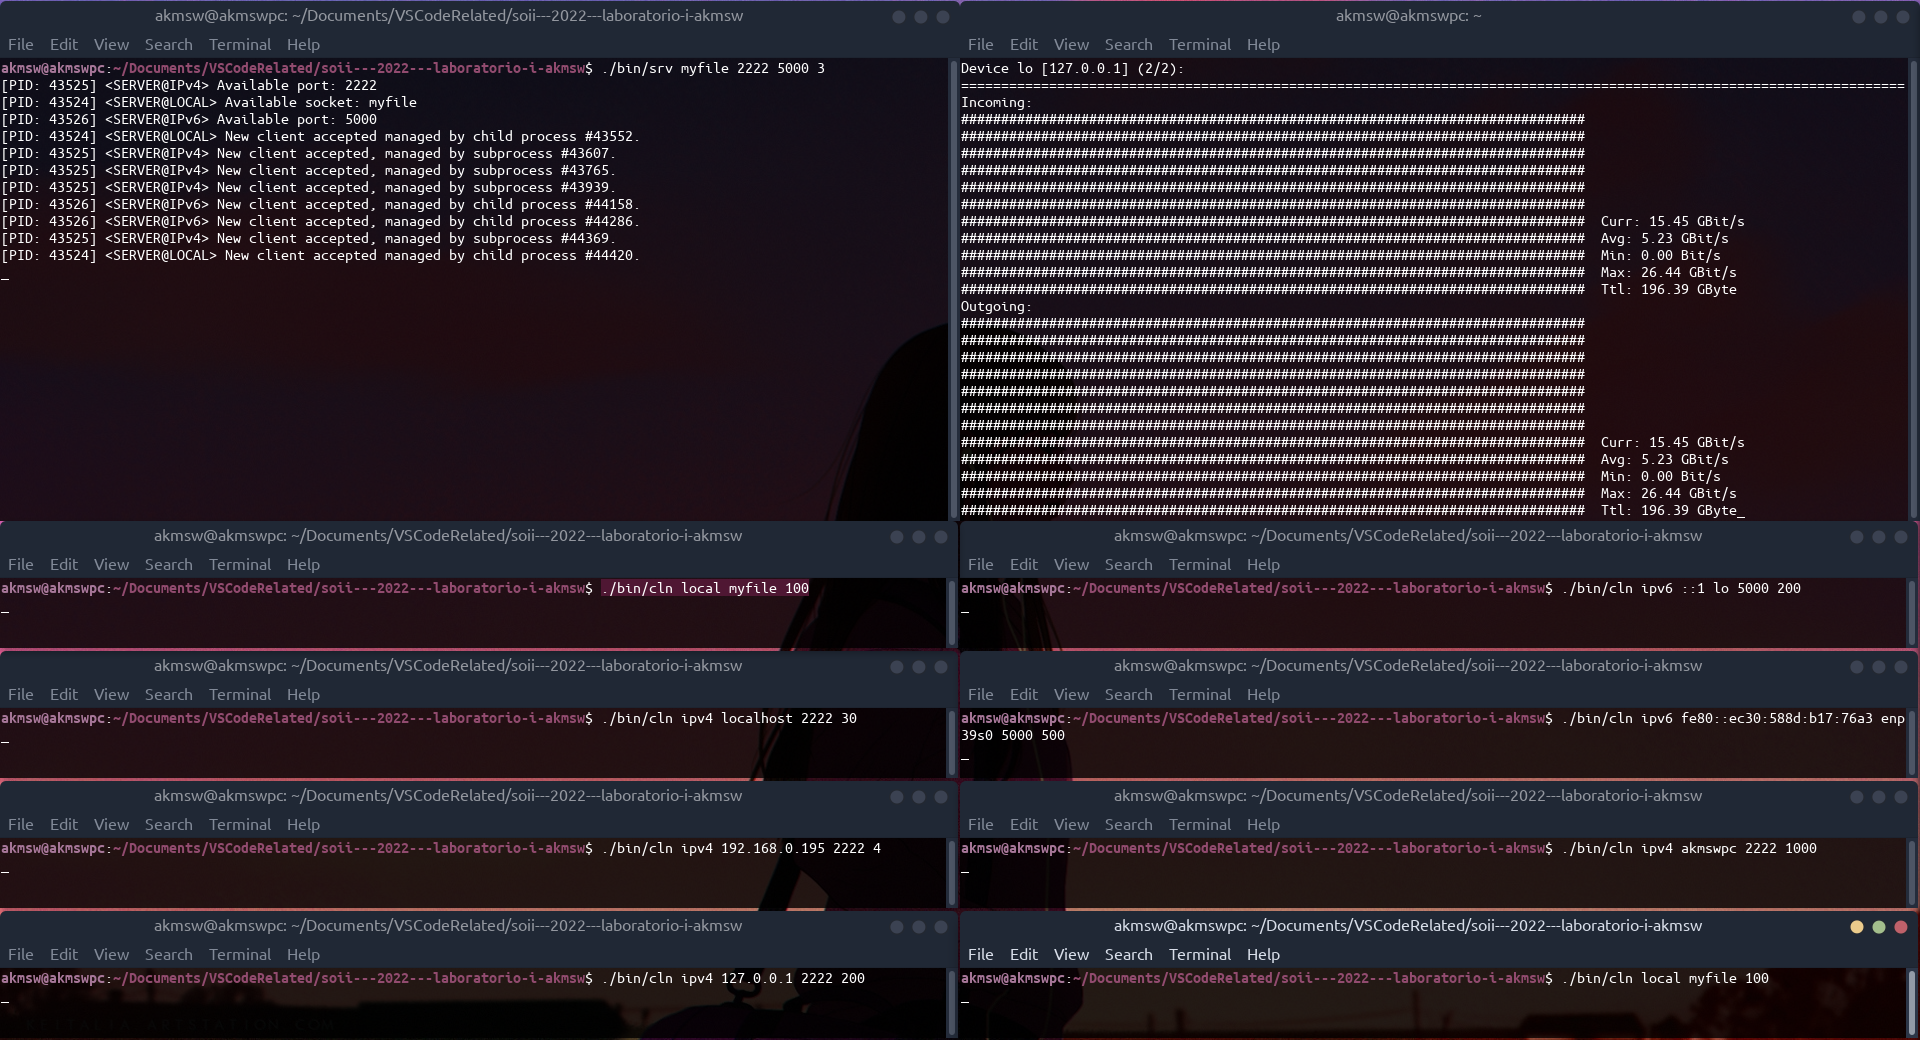 akmsw@akmswpc: ~/Documents/VSCodeRelated/soii---2022---laboratorio-i-akmsw
File Edit View Search Terminal Help
akmsw@akmswpc:~/Documents/VSCodeRelated/soii---2022---laboratorio-i-akmsw$ ./bin/srv myfile 2222 5000 3
[PID: 43525] <SERVER@IPv4> Available port: 2222
[PID: 43524] <SERVER@LOCAL> Available socket: myfile
[PID: 43526] <SERVER@IPv6> Available port: 5000
[PID: 43524] <SERVER@LOCAL> New client accepted managed by child process #43552.
[PID: 43525] <SERVER@IPv4> New client accepted, managed by subprocess #43607.
[PID: 43525] <SERVER@IPv4> New client accepted, managed by subprocess #43765.
[PID: 43525] <SERVER@IPv4> New client accepted, managed by subprocess #43939.
[PID: 43526] <SERVER@IPv6> New client accepted, managed by child process #44158.
[PID: 43526] <SERVER@IPv6> New client accepted, managed by child process #44286.
[PID: 43525] <SERVER@IPv4> New client accepted, managed by subprocess #44369.
[PID: 43524] <SERVER@LOCAL> New client accepted managed by child process #44420.
akmsw@akmswpc: ~
File Edit View Search Terminal Help
Device lo [127.0.0.1] (2/2):
Incoming:
Curr: 15.45 GBit/s
Avg: 5.23 GBit/s
Min: 0.00 Bit/s
Max: 26.44 GBit/s
Ttl: 196.39 GByte
Outgoing:
Curr: 15.45 GBit/s
Avg: 5.23 GBit/s
Min: 0.00 Bit/s
Max: 26.44 GBit/s
Ttl: 196.39 GByte_
akmsw@akmswpc: ~/Documents/VSCodeRelated/soii---2022---laboratorio-i-akmsw
File Edit View Search Terminal Help
akmsw@akmswpc:~/Documents/VSCodeRelated/soii---2022---laboratorio-i-akmsw$ ./bin/cln local myfile 100
akmsw@akmswpc: ~/Documents/VSCodeRelated/soii---2022---laboratorio-i-akmsw
File Edit View Search Terminal Help
akmsw@akmswpc:~/Documents/VSCodeRelated/soii---2022---laboratorio-i-akmsw$ ./bin/cln ipv6 ::1 lo 5000 200
akmsw@akmswpc: ~/Documents/VSCodeRelated/soii---2022---laboratorio-i-akmsw
File Edit View Search Terminal Help
akmsw@akmswpc:~/Documents/VSCodeRelated/soii---2022---laboratorio-i-akmsw$ ./bin/cln ipv4 localhost 2222 30
akmsw@akmswpc: ~/Documents/VSCodeRelated/soii---2022---laboratorio-i-akmsw
File Edit View Search Terminal Help
akmsw@akmswpc:~/Documents/VSCodeRelated/soii---2022---laboratorio-i-akmsw$ ./bin/cln ipv6 fe80::ec30:588d:b17:76a3 enp
39s0 5000 500
akmsw@akmswpc: ~/Documents/VSCodeRelated/soii---2022---laboratorio-i-akmsw
File Edit View Search Terminal Help
akmsw@akmswpc:~/Documents/VSCodeRelated/soii---2022---laboratorio-i-akmsw$ ./bin/cln ipv4 192.168.0.195 2222 4
akmsw@akmswpc: ~/Documents/VSCodeRelated/soii---2022---laboratorio-i-akmsw
File Edit View Search Terminal Help
akmsw@akmswpc:~/Documents/VSCodeRelated/soii---2022---laboratorio-i-akmsw$ ./bin/cln ipv4 akmswpc 2222 1000
akmsw@akmswpc: ~/Documents/VSCodeRelated/soii---2022---laboratorio-i-akmsw
File Edit View Search Terminal Help
akmsw@akmswpc:~/Documents/VSCodeRelated/soii---2022---laboratorio-i-akmsw$ ./bin/cln ipv4 127.0.0.1 2222 200
akmsw@akmswpc: ~/Documents/VSCodeRelated/soii---2022---laboratorio-i-akmsw
File Edit View Search Terminal Help
akmsw@akmswpc:~/Documents/VSCodeRelated/soii---2022---laboratorio-i-akmsw$ ./bin/cln local myfile 100